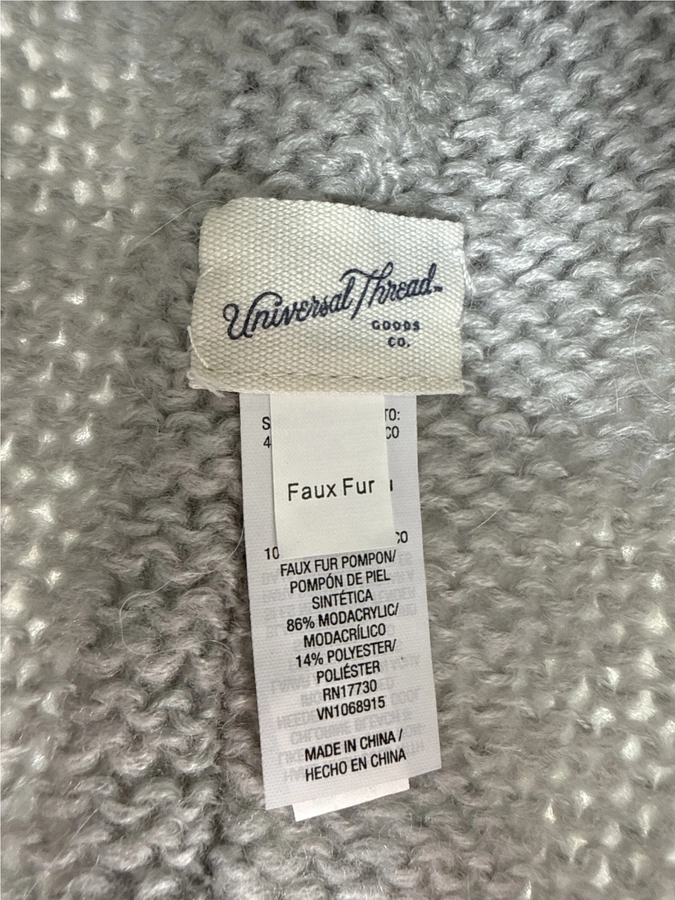 Universal Thread™
GOODS
CO.
Faux Fur
FAUX FUR POMPON/
POMPÓN DE PIEL
SINTÉTICA
86% MODACRYLIC/
MODACRÍLICO
14% POLYESTER/
POLIÉSTER
RN17730
VN1068915
MADE IN CHINA /
HECHO EN CHINA